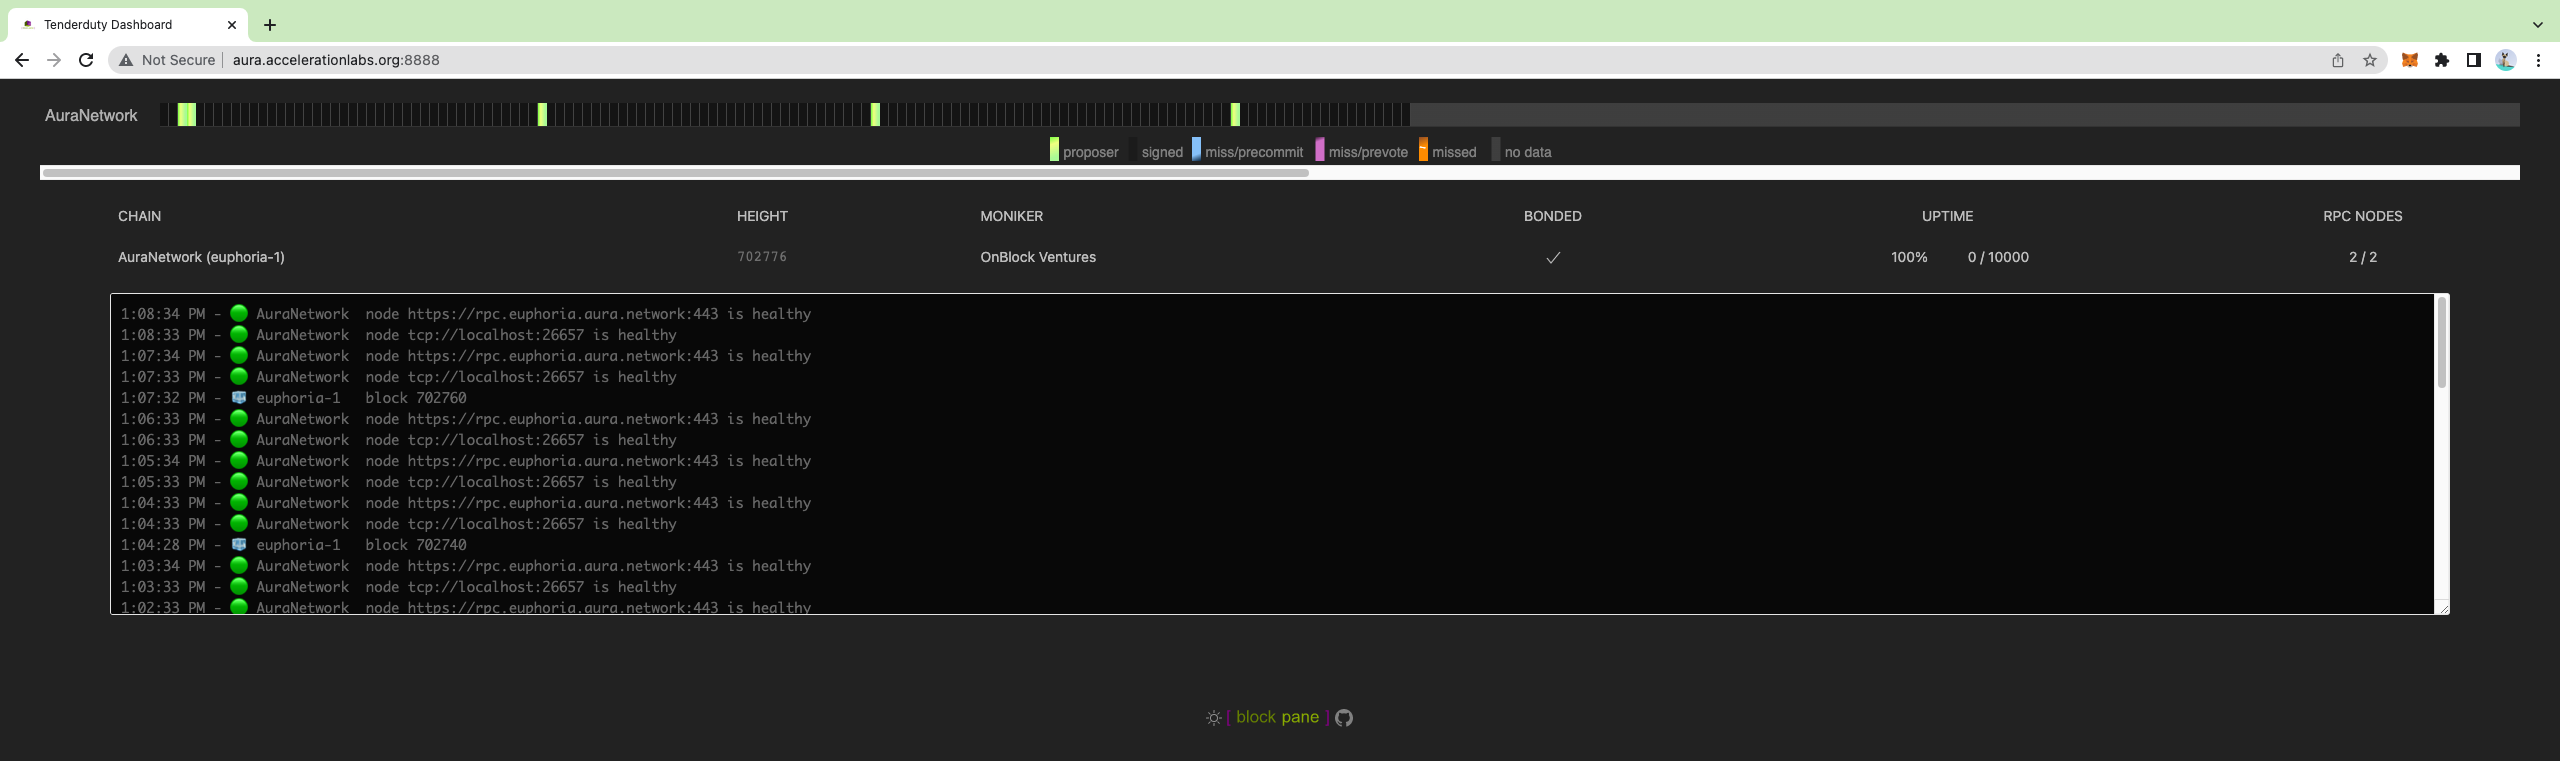 Tenderduty Dashboard
Not Secure aura.accelerationlabs.org:8888
AuraNetwork
proposer signed miss/precommit miss/prevote missed no data
CHAIN HEIGHT MONIKER BONDED UPTIME RPC NODES
AuraNetwork (euphoria-1) 702776 OnBlock Ventures 100% 0 / 10000 2 / 2
1:08:34 PM - AuraNetwork node https://rpc.euphoria.aura.network:443 is healthy
1:08:33 PM - AuraNetwork node tcp://localhost:26657 is healthy
1:07:34 PM - AuraNetwork node https://rpc.euphoria.aura.network:443 is healthy
1:07:33 PM - AuraNetwork node tcp://localhost:26657 is healthy
1:07:32 PM - euphoria-1 block 702760
1:06:33 PM - AuraNetwork node https://rpc.euphoria.aura.network:443 is healthy
1:06:33 PM - AuraNetwork node tcp://localhost:26657 is healthy
1:05:34 PM - AuraNetwork node https://rpc.euphoria.aura.network:443 is healthy
1:05:33 PM - AuraNetwork node tcp://localhost:26657 is healthy
1:04:33 PM - AuraNetwork node https://rpc.euphoria.aura.network:443 is healthy
1:04:33 PM - AuraNetwork node tcp://localhost:26657 is healthy
1:04:28 PM - euphoria-1 block 702740
1:03:34 PM - AuraNetwork node https://rpc.euphoria.aura.network:443 is healthy
1:03:33 PM - AuraNetwork node tcp://localhost:26657 is healthy
1:02:33 PM - AuraNetwork node https://rpc.euphoria.aura.network:443 is healthy
[ block pane ]